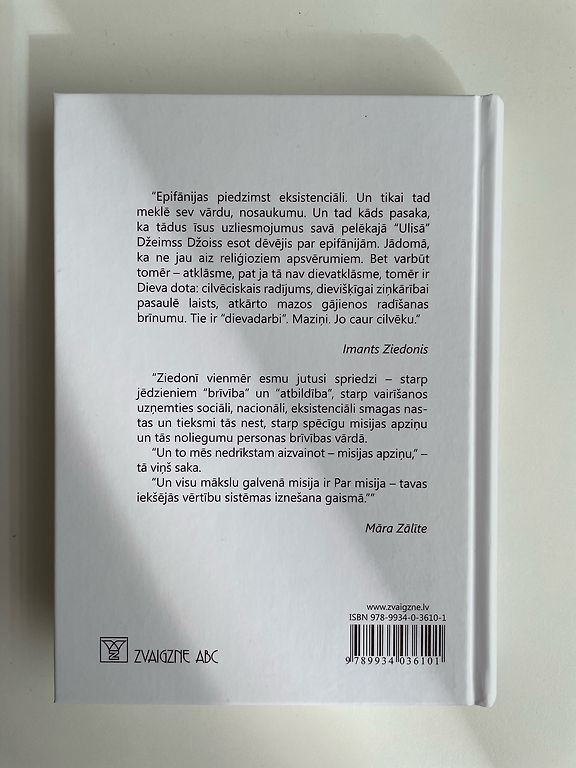 “Epifānijas piedzimst eksistenciāli. Un tikai tad
meklē sev vārdu, nosaukumu. Un tad kāds pasaka,
ka tādus īsus uzliesmojumus savā pelēkajā “Ulisā”
Džeimss Džoiss esot dēvējis par epifānijām. Jādomā,
ka ne jau aiz reliģioziem apsvērumiem. Bet varbūt
tomēr – atklāsme, pat ja tā nav dievatklāsme, tomēr ir
Dieva dota: cilvēciskais radījums, dievišķīgai ziņkārībai
pasaulē laists, atkārto mazos gājienos radīšanas
brīnumu. Tie ir “dievadarbi”. Maziņi. Jo caur cilvēku.”
Imants Ziedonis
“Ziedonī vienmēr esmu jutusi spriedzi – starp
jēdzieniem “brīvība” un “atbildība”, starp vairīšanos
uzņemties sociāli, nacionāli, eksistenciāli smagas nas-
tas un tieksmi tās nest, starp spēcīgu misijas apziņu
un tās noliegumu personas brīvības vārdā.
“Un to mēs nedrīkstam aizvainot – misijas apziņu,” –
tā viņš saka.
“Un visu mākslu galvenā misija ir Par misija – tavas
iekšējās vērtību sistēmas iznešana gaismā.””
Māra Zālīte
www.zvaigzne.lv
ISBN 978-9934-0-3610-1
9789934036101
ZVAIGZNE ABC